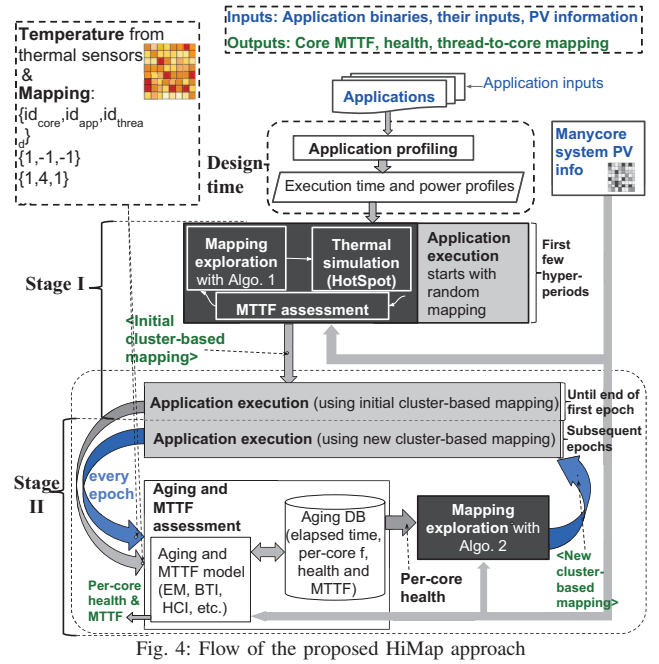 Inputs: Application binaries, their inputs, PV information
Outputs: Core MTTF, health, thread-to-core mapping
Temperature from
thermal sensors
&
Mapping:
{id_core,id_app,id_threa
d}
{1,-1,-1}
{1,4,1}
Applications
Application inputs
Design-
time
Application profiling
Execution time and power profiles
Manycore
system PV
info
Stage I
Mapping
exploration
with Algo. 1
Thermal
simulation
(HotSpot)
MTTF assessment
Application
execution
starts with
random
mapping
First
few
hyper-
periods
<Initial
cluster-based
mapping>
Application execution (using initial cluster-based mapping)
Until end of
first epoch
Application execution (using new cluster-based mapping)
Subsequent
epochs
Stage
II
every
epoch
Aging and
MTTF
assessment
Aging and
MTTF model
(EM, BTI,
HCI, etc.)
Aging DB
(elapsed time,
per-core f,
health and
MTTF)
Per-core
health
Mapping
exploration with
Algo. 2
<New
cluster-
based
mapping>
Per-core
health &
MTTF
Fig. 4: Flow of the proposed HiMap approach